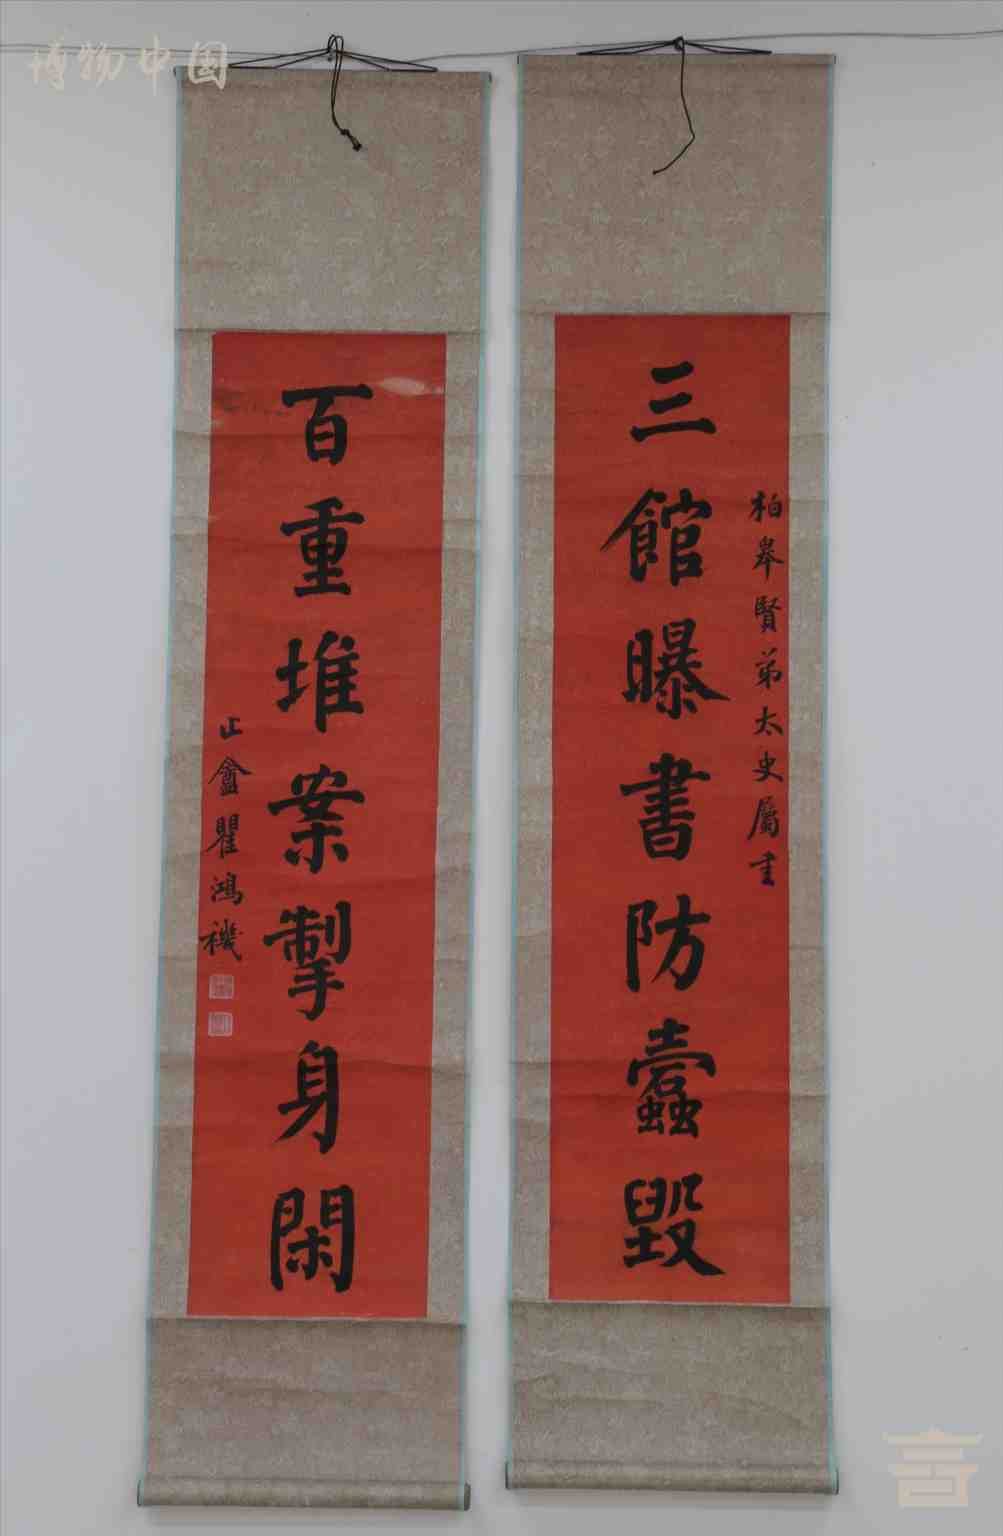 博物中国
柏皋賢弟太史屬書
三館曝書防蠹毀
百重堆案掣身閑
止盦瞿鴻禨